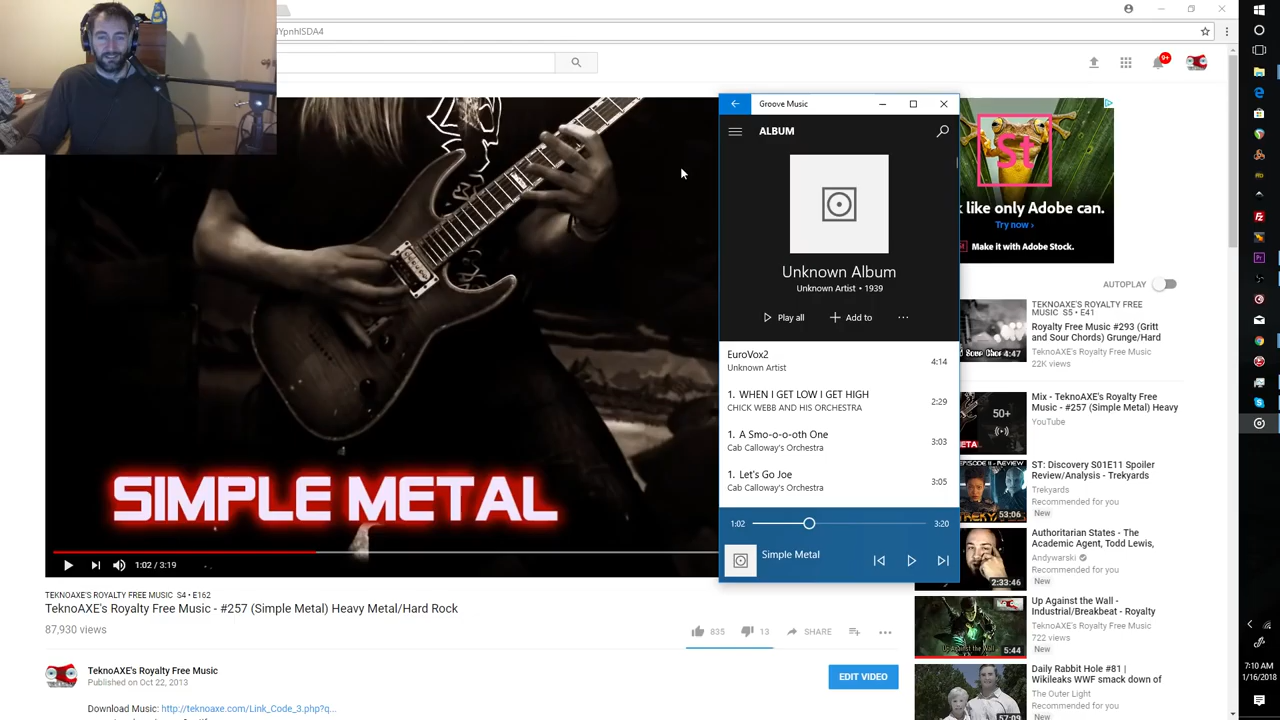 YpnhISDA4
9+
Groove Music
ALBUM
Unknown Album
Unknown Artist • 1939
Play all
Add to
EuroVox2
Unknown Artist
4:14
1. WHEN I GET LOW I GET HIGH
CHICK WEBB AND HIS ORCHESTRA
2:29
1. A Smo-o-o-oth One
Cab Calloway's Orchestra
3:03
1. Let's Go Joe
Cab Calloway's Orchestra
3:05
1:02
3:20
Simple Metal
SIMPLE METAL
1:02 / 3:19
TEKNOAXE'S ROYALTY FREE MUSIC S4 • E162
TeknoAXE's Royalty Free Music - #257 (Simple Metal) Heavy Metal/Hard Rock
87,930 views
835
13
SHARE
TeknoAXE's Royalty Free Music
Published on Oct 22, 2013
EDIT VIDEO
Download Music: http://teknoaxe.com/Link_Code_3.php?q...
St
like only Adobe can.
Try now ›
Make it with Adobe Stock.
AUTOPLAY
4:47
TEKNOAXE'S ROYALTY FREE
MUSIC S5 • E41
Royalty Free Music #293 (Gritt
and Sour Chords) Grunge/Hard
TeknoAXE's Royalty Free Music
22K views
50+
Mix - TeknoAXE's Royalty Free
Music - #257 (Simple Metal) Heavy
YouTube
53:06
ST: Discovery S01E11 Spoiler
Review/Analysis - Trekyards
Trekyards
Recommended for you
New
2:33:46
Authoritarian States - The
Academic Agent, Todd Lewis,
Andywarski
Recommended for you
New
5:44
Up Against the Wall -
Industrial/Breakbeat - Royalty
TeknoAXE's Royalty Free Music
722 views
New
57:09
Daily Rabbit Hole #81 |
Wikileaks WWF smack down of
The Outer Light
Recommended for you
7:10 AM
1/16/2018